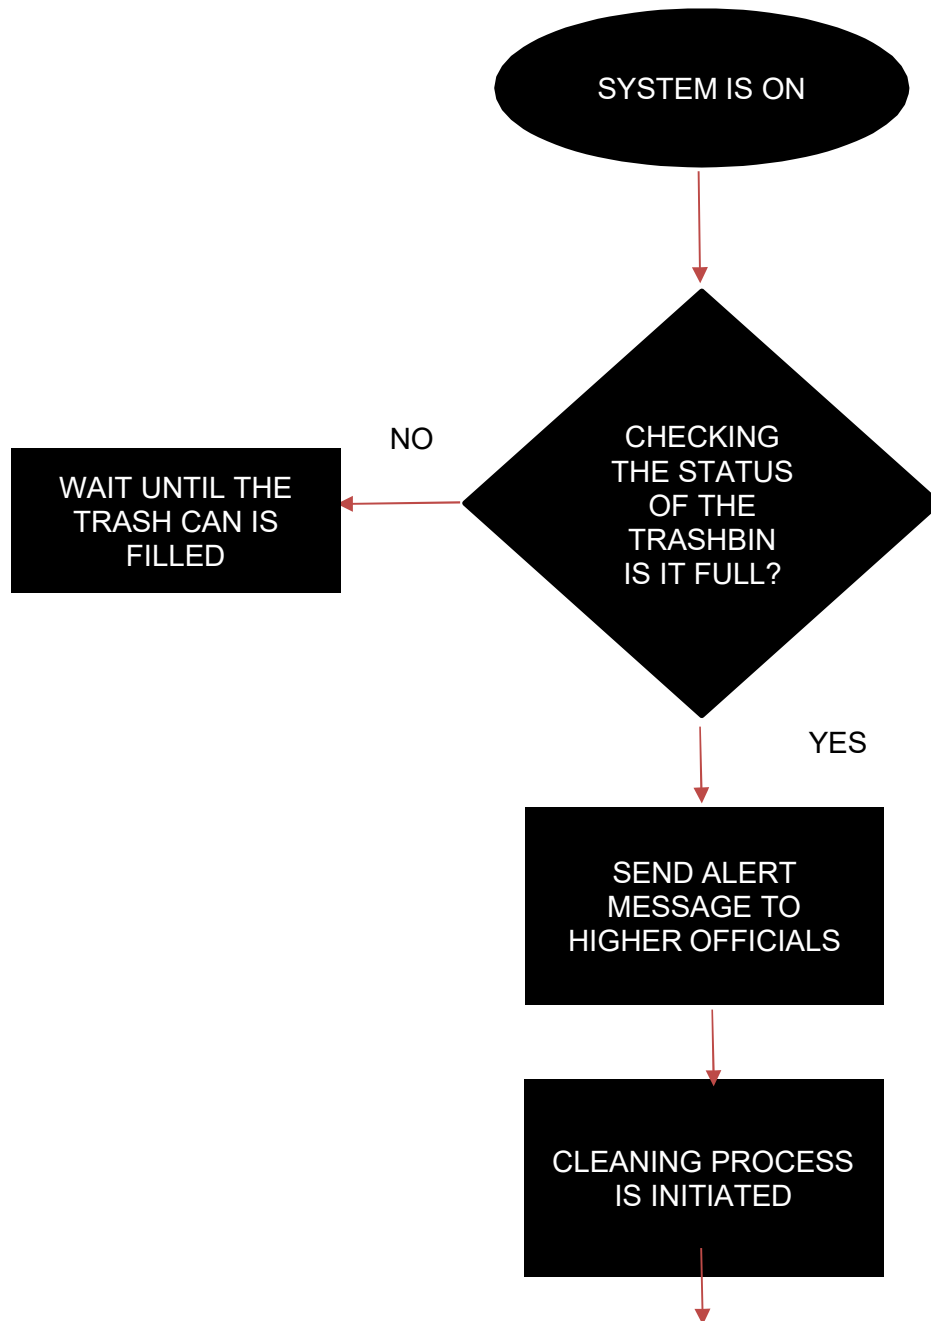 SYSTEM IS ON
NO
CHECKING
THE STATUS
OF THE
TRASHBIN
IS IT FULL?
WAIT UNTIL THE
TRASH CAN IS
FILLED
YES
SEND ALERT
MESSAGE TO
HIGHER OFFICIALS
CLEANING PROCESS
IS INITIATED